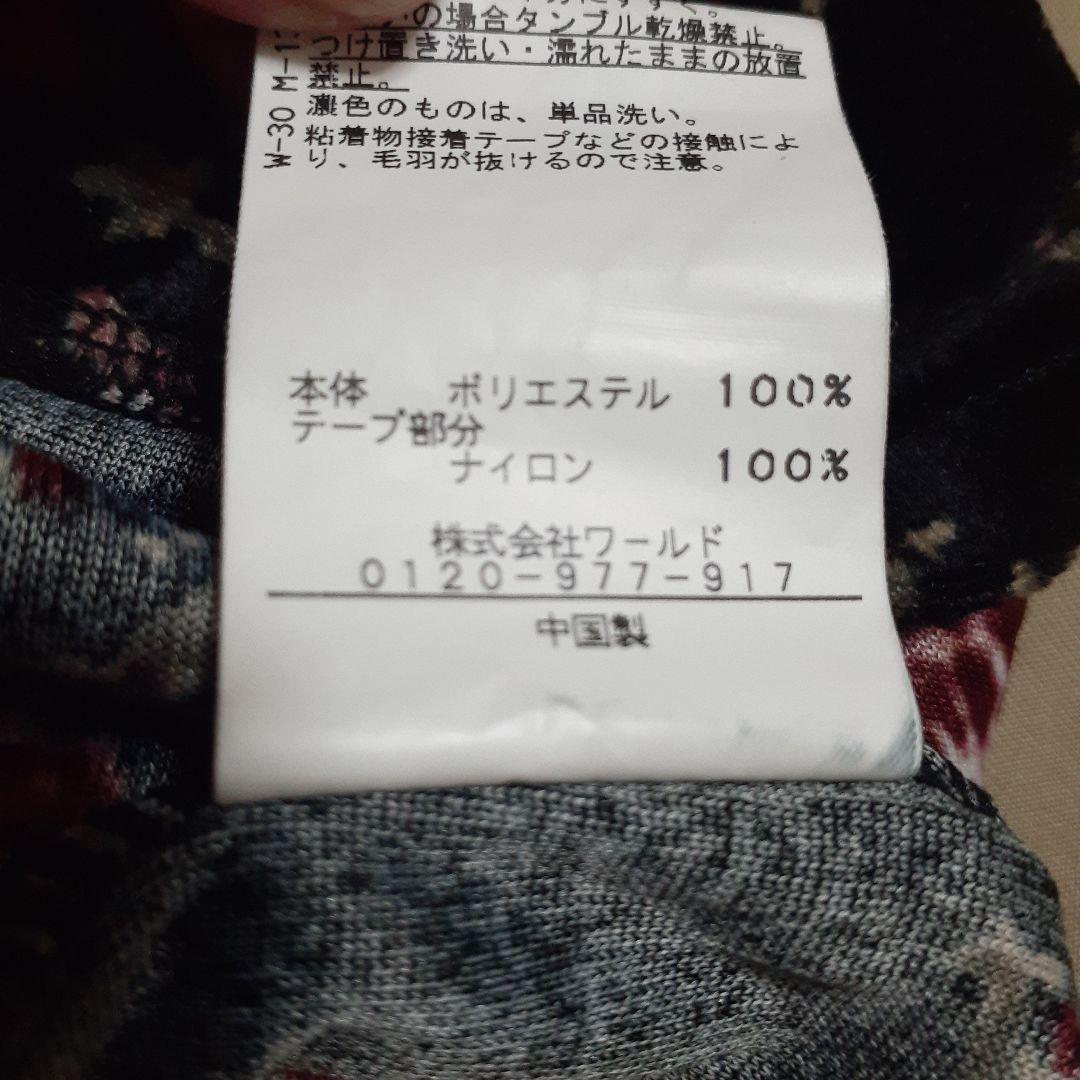 の場合タンブル乾燥禁止。
つけ置き洗い・濡れたままの放置
禁止。
濃色のものは、単品洗い。
粘着物接着テープなどの接触によ
り、毛羽が抜けるので注意。
W-30 M-1
本体 ポリエステル 100%
テープ部分
ナイロン 100%
株式会社ワールド
0120-977-917
中国製